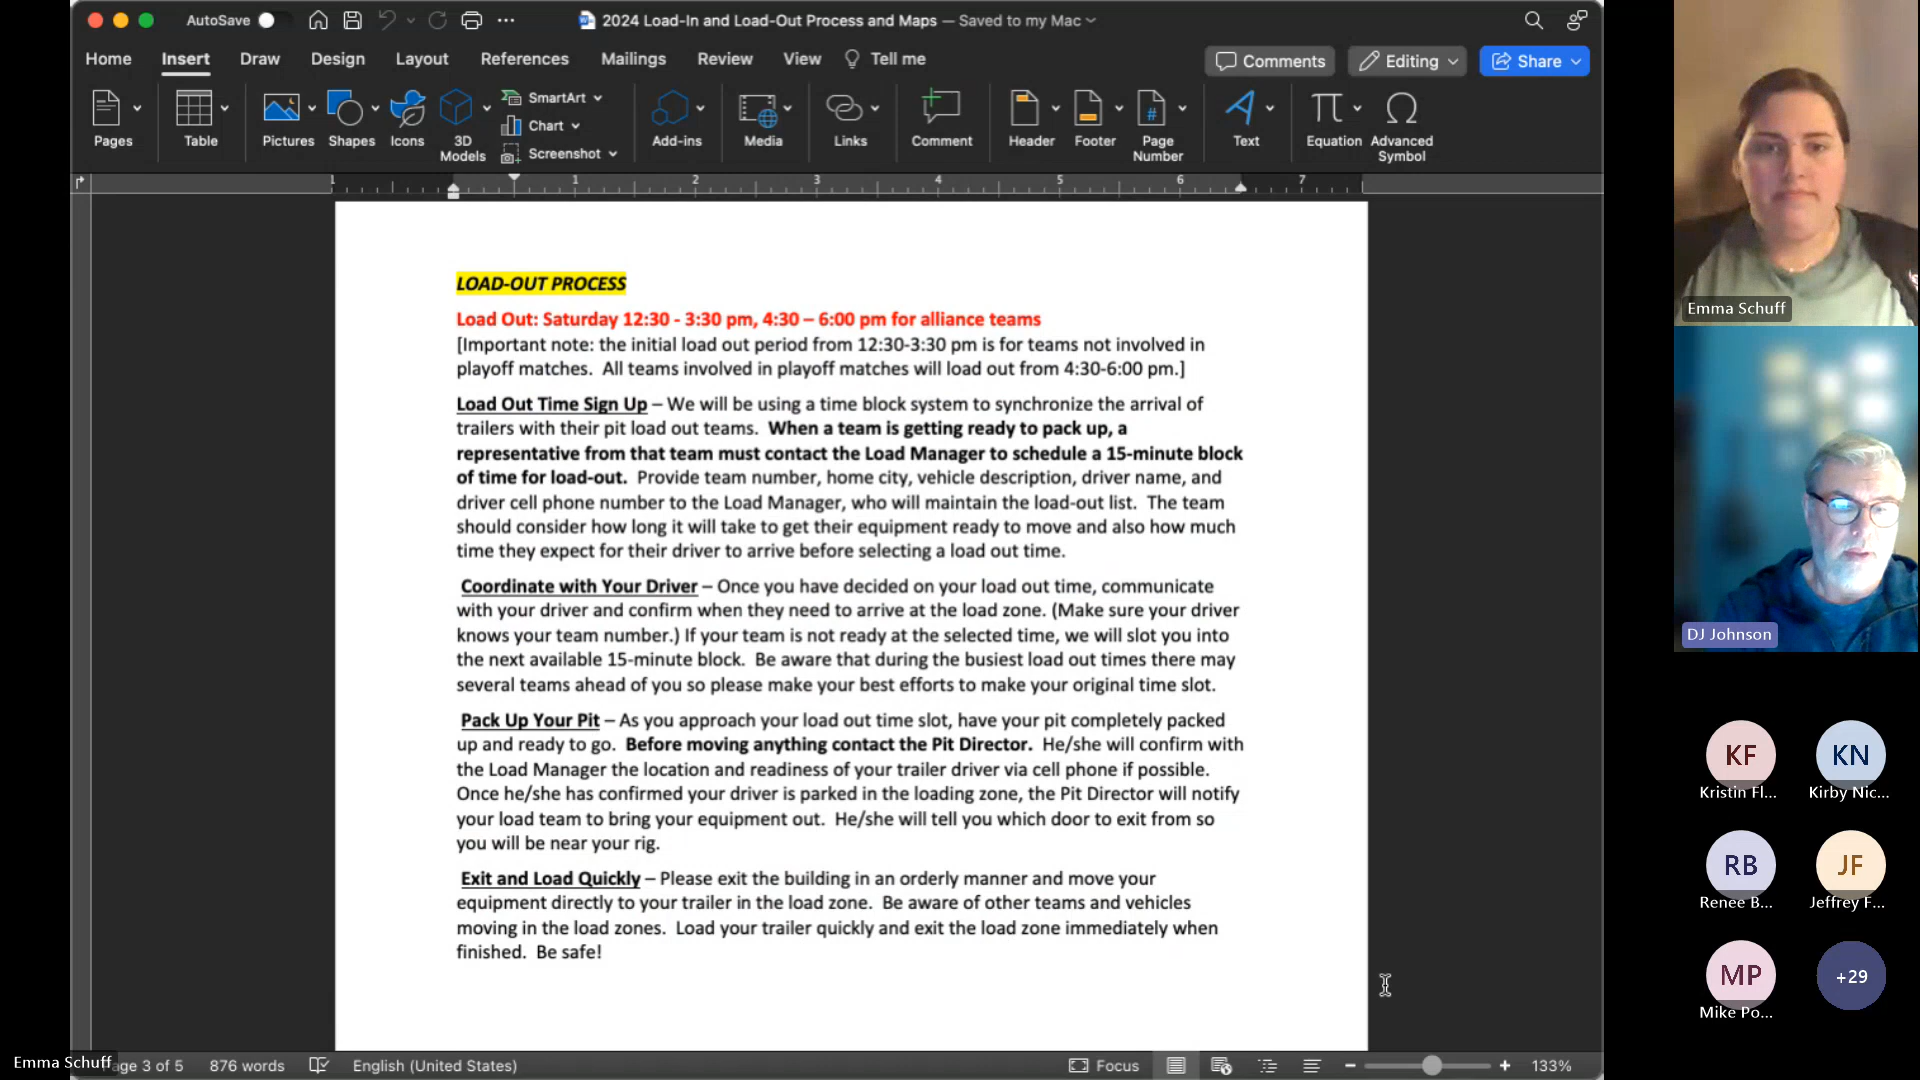 AutoSave
2024 Load-In and Load-Out Process and Maps — Saved to my Mac
Home Insert Draw Design Layout References Mailings Review View Tell me
Comments Editing Share
Pages
Table
Pictures
Shapes
Icons
3D Models
SmartArt
Chart
Screenshot
Add-ins
Media
Links
Comment
Header
Footer
Page Number
Text
Equation
Advanced Symbol
1 1 2 3 4 5 6 7
LOAD-OUT PROCESS
Load Out: Saturday 12:30 - 3:30 pm, 4:30 – 6:00 pm for alliance teams
[Important note: the initial load out period from 12:30-3:30 pm is for teams not involved in
playoff matches. All teams involved in playoff matches will load out from 4:30-6:00 pm.]
Load Out Time Sign Up – We will be using a time block system to synchronize the arrival of
trailers with their pit load out teams. When a team is getting ready to pack up, a
representative from that team must contact the Load Manager to schedule a 15-minute block
of time for load-out. Provide team number, home city, vehicle description, driver name, and
driver cell phone number to the Load Manager, who will maintain the load-out list. The team
should consider how long it will take to get their equipment ready to move and also how much
time they expect for their driver to arrive before selecting a load out time.
Coordinate with Your Driver – Once you have decided on your load out time, communicate
with your driver and confirm when they need to arrive at the load zone. (Make sure your driver
knows your team number.) If your team is not ready at the selected time, we will slot you into
the next available 15-minute block. Be aware that during the busiest load out times there may
several teams ahead of you so please make your best efforts to make your original time slot.
Pack Up Your Pit – As you approach your load out time slot, have your pit completely packed
up and ready to go. Before moving anything contact the Pit Director. He/she will confirm with
the Load Manager the location and readiness of your trailer driver via cell phone if possible.
Once he/she has confirmed your driver is parked in the loading zone, the Pit Director will notify
your load team to bring your equipment out. He/she will tell you which door to exit from so
you will be near your rig.
Exit and Load Quickly – Please exit the building in an orderly manner and move your
equipment directly to your trailer in the load zone. Be aware of other teams and vehicles
moving in the load zones. Load your trailer quickly and exit the load zone immediately when
finished. Be safe!
Emma Schuff
age 3 of 5 876 words English (United States) Focus 133%
Emma Schuff
DJ Johnson
KF
Kristin Fl...
KN
Kirby Nic...
RB
Renee B...
JF
Jeffrey F...
MP
Mike Po...
+29